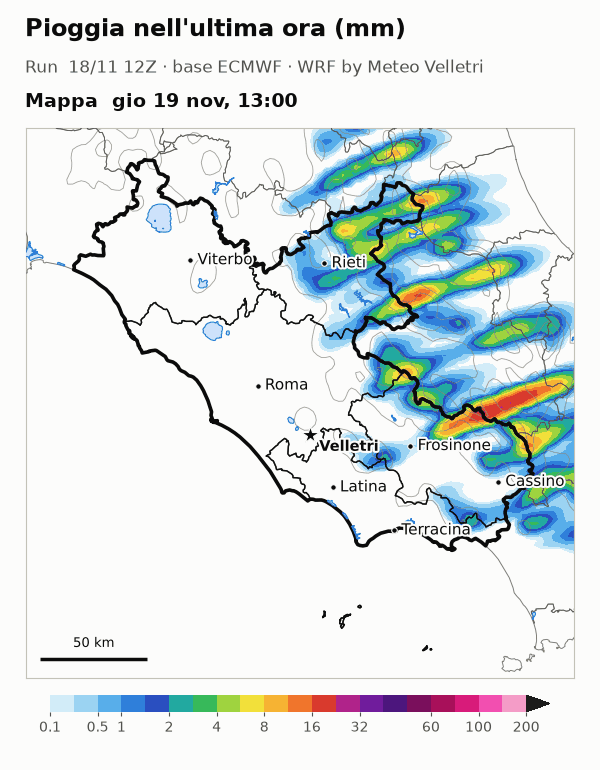 Pioggia nell'ultima ora (mm)
Run  18/11 12Z · base ECMWF · WRF by Meteo Velletri
Mappa  gio 19 nov, 13:00
Viterbo
Rieti
Roma
Velletri
Frosinone
Cassino
Latina
Terracina
50 km
0.1 0.5 1 2 4 8 16 32 60 100 200